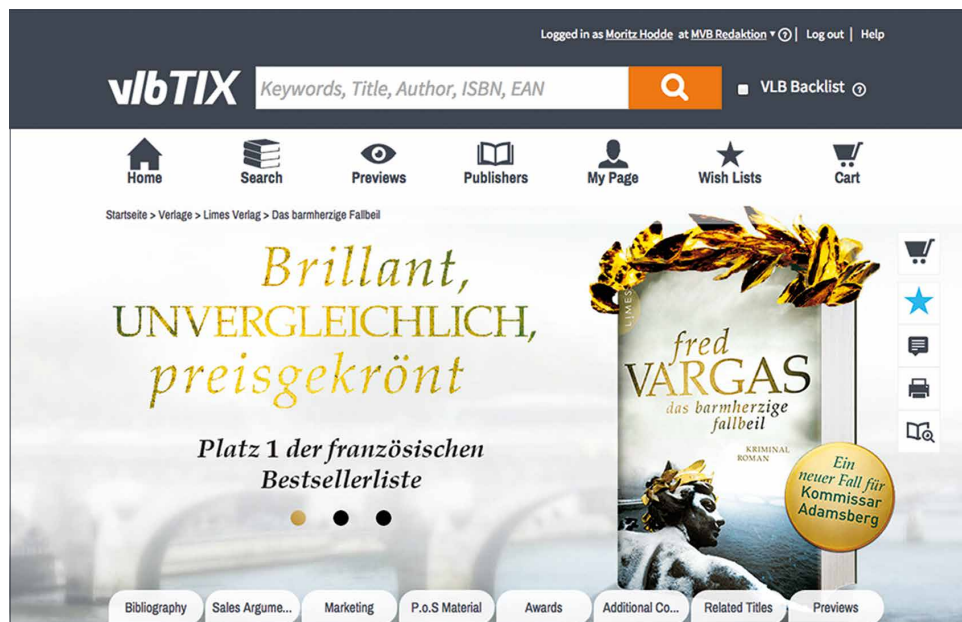 Logged in as Moritz Hodde at MVB Redaktion ? | Log out | Help
vlbTIX
Keywords, Title, Author, ISBN, EAN
VLB Backlist ?
Home Search Previews Publishers My Page Wish Lists Cart
Startseite > Verlage > Limes Verlag > Das barmherzige Fallbeil
Brillant,
UNVERGLEICHLICH,
preisgekrönt
Platz 1 der französischen
Bestsellerliste
LIMES
fred
VARGAS
das barmherzige
fallbeil
KRIMINAL
ROMAN
Ein
neuer Fall für
Kommissar
Adamsberg
Bibliography Sales Argume... Marketing P.o.S Material Awards Additional Co... Related Titles Previews